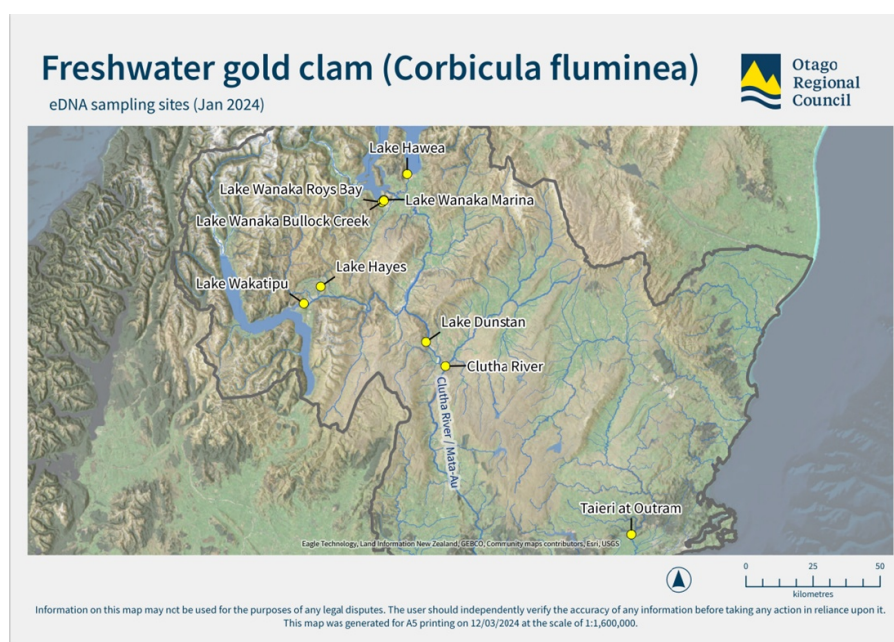 Freshwater gold clam (Corbicula fluminea)
eDNA sampling sites (Jan 2024)
Otago
Regional
Council
Lake Hawea
Lake Wanaka Roys Bay
Lake Wanaka Marina
Lake Wanaka Bullock Creek
Lake Hayes
Lake Wakatipu
Lake Dunstan
Clutha River
Clutha River / Mata-Au
Taieri at Outram
Eagle Technology, Land Information New Zealand, GEBCO, Community maps contributors, Esri, USGS
0 25 50
kilometres
Information on this map may not be used for the purposes of any legal disputes. The user should independently verify the accuracy of any information before taking any action in reliance upon it.
This map was generated for A5 printing on 12/03/2024 at the scale of 1:1,600,000.